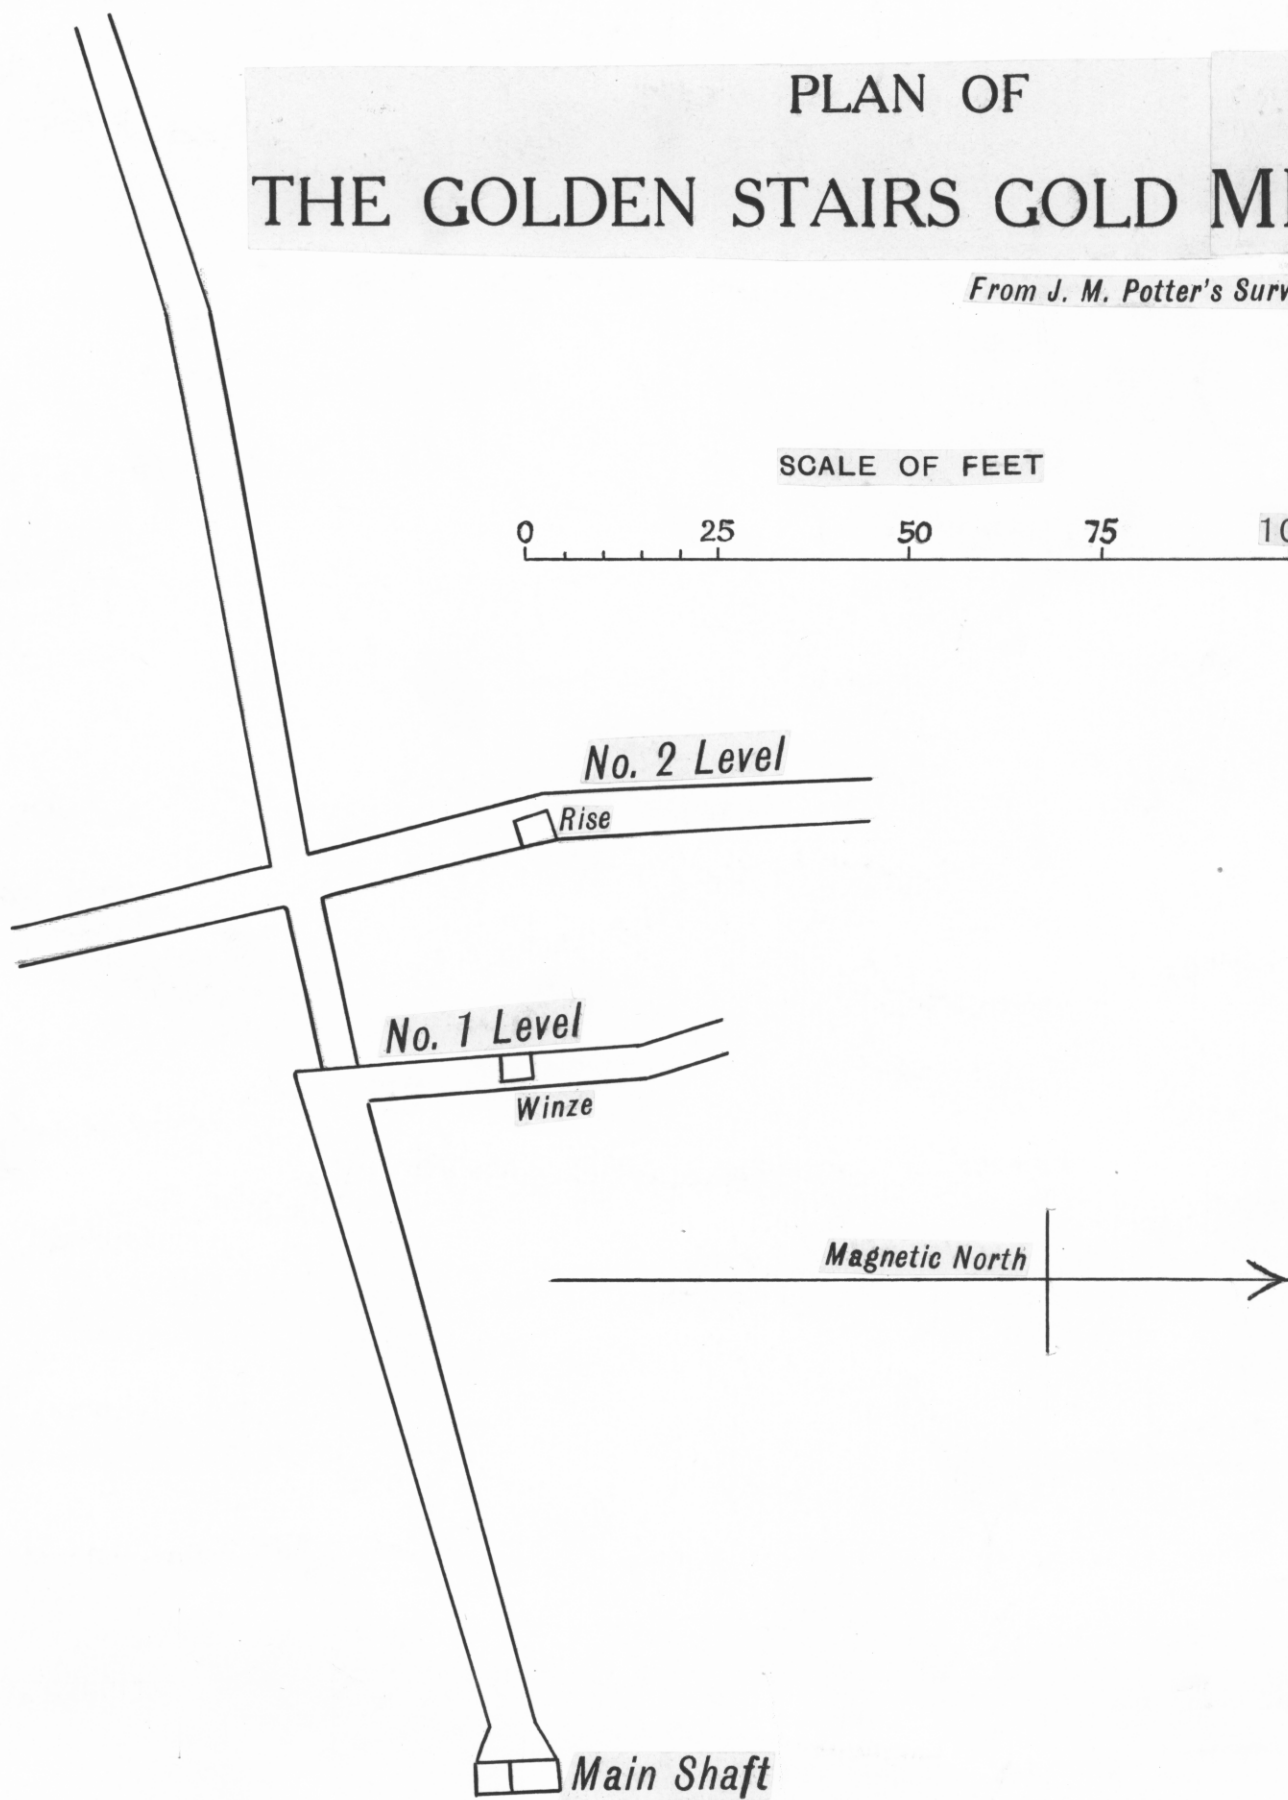 PLAN OF
THE GOLDEN STAIRS GOLD
From J. M. Potter's
SCALE OF FEET
0 25 50 75
No. 2 Level
Rise
No. 1 Level
Winze
Magnetic North
Main Shaft